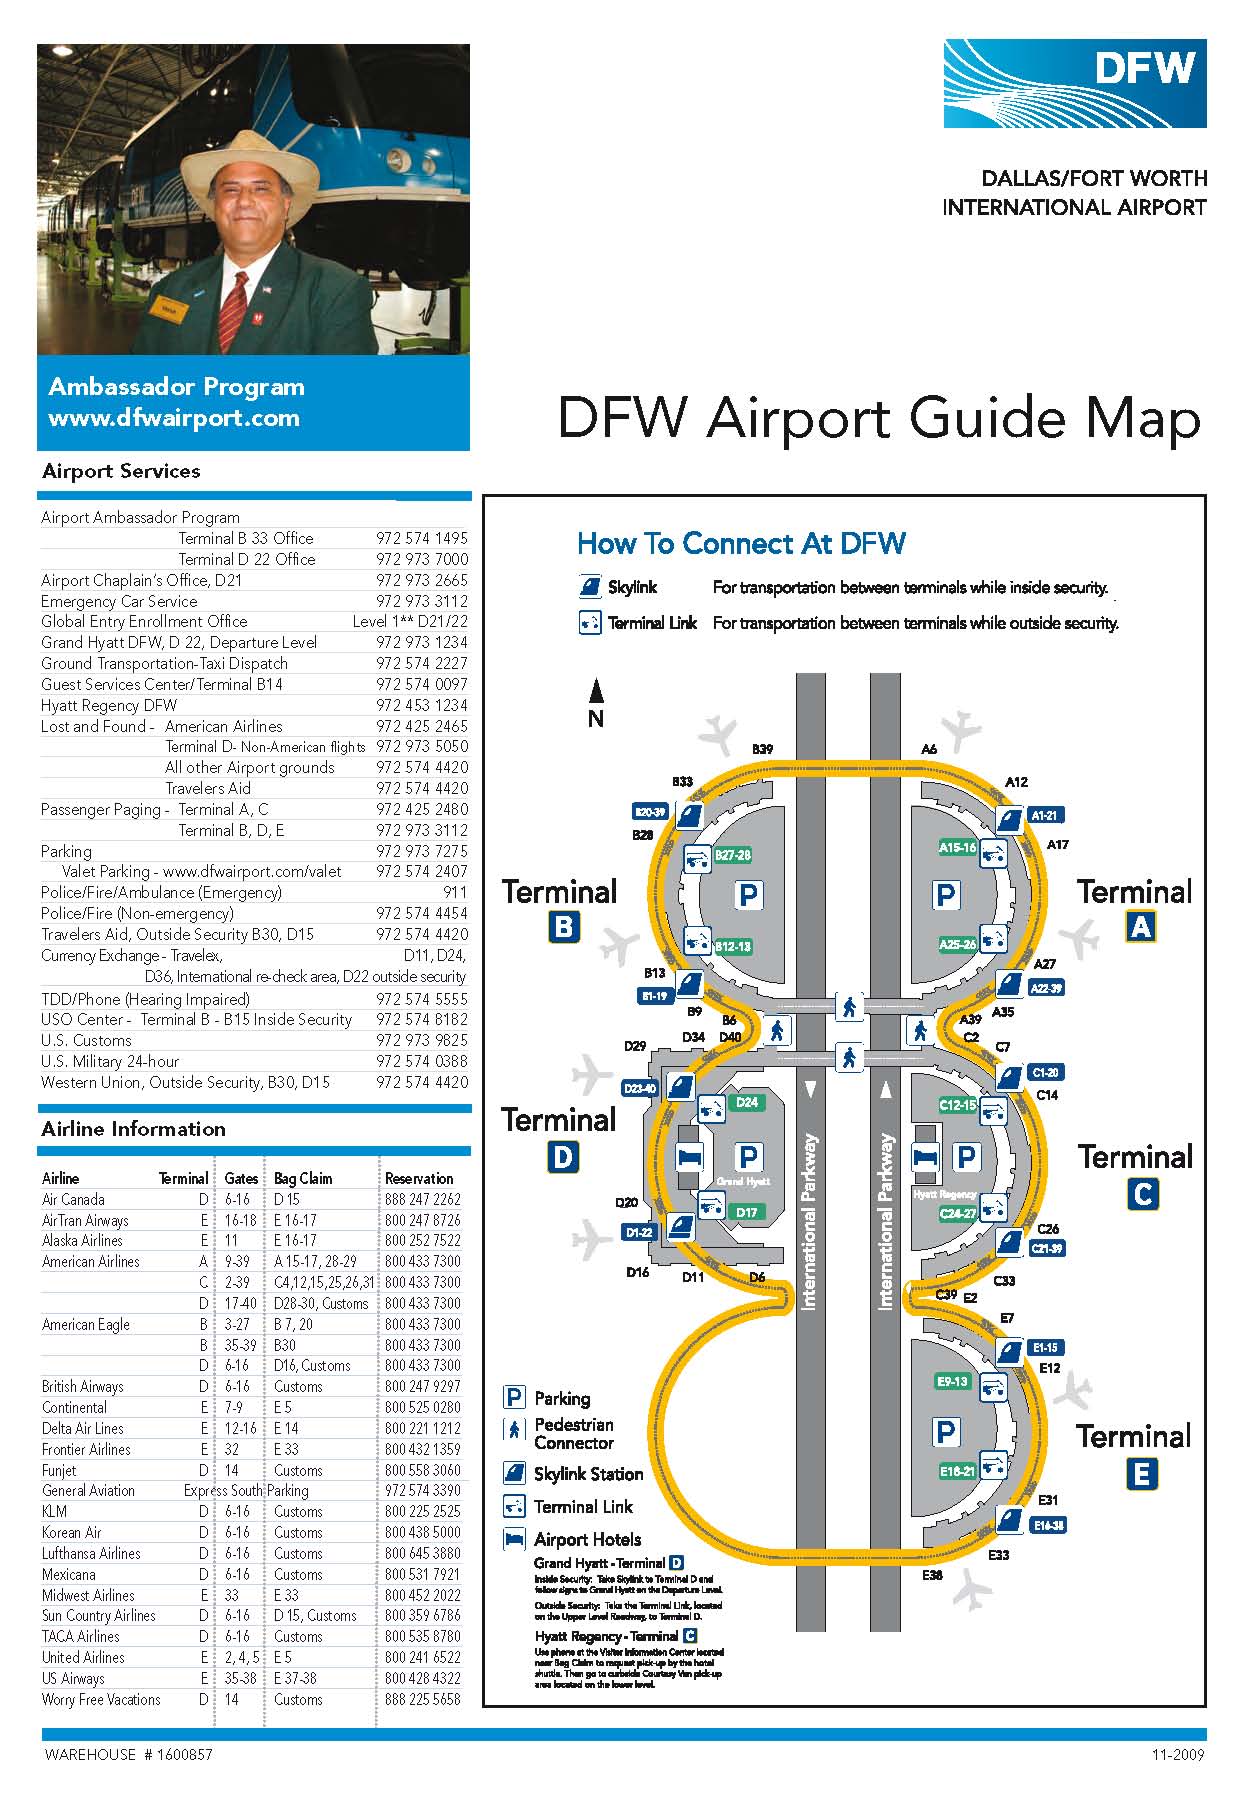 DFW
DALLAS/FORT WORTH
INTERNATIONAL AIRPORT
DFW
Ambassador Program
www.dfwairport.com
DFW Airport Guide Map
Airport Services
Airport Ambassador Program
Terminal B 33 Office 972 574 1495
Terminal D 22 Office 972 973 7000
Airport Chaplain's Office, D21 972 973 2665
Emergency Car Service 972 973 3112
Global Entry Enrollment Office Level 1** D21/22
Grand Hyatt DFW, D 22, Departure Level 972 973 1234
Ground Transportation-Taxi Dispatch 972 574 2227
Guest Services Center/Terminal B14 972 574 0097
Hyatt Regency DFW 972 453 1234
Lost and Found - American Airlines 972 425 2465
Terminal D- Non-American flights 972 973 5050
All other Airport grounds 972 574 4420
Travelers Aid 972 574 4420
Passenger Paging - Terminal A, C 972 425 2480
Terminal B, D, E 972 973 3112
Parking 972 973 7275
Valet Parking - www.dfwairport.com/valet 972 574 2407
Police/Fire/Ambulance (Emergency) 911
Police/Fire (Non-emergency) 972 574 4454
Travelers Aid, Outside Security B30, D15 972 574 4420
Currency Exchange - Travelex, D11, D24,
D36, International re-check area, D22 outside security
TDD/Phone (Hearing Impaired) 972 574 5555
USO Center - Terminal B - B15 Inside Security 972 574 8182
U.S. Customs 972 973 9825
U.S. Military 24-hour 972 574 0388
Western Union, Outside Security, B30, D15 972 574 4420
Airline Information
Airline Terminal Gates Bag Claim Reservation
Air Canada D 6-16 D 15 888 247 2262
AirTran Airways E 16-18 E 16-17 800 247 8726
Alaska Airlines E 11 E 16-17 800 252 7522
American Airlines A 9-39 A 15-17, 28-29 800 433 7300
C 2-39 C4,12,15,25,26,31 800 433 7300
D 17-40 D28-30, Customs 800 433 7300
American Eagle B 3-27 B 7, 20 800 433 7300
B 35-39 B30 800 433 7300
D 6-16 D16, Customs 800 433 7300
British Airways D 6-16 Customs 800 247 9297
Continental E 7-9 E 5 800 525 0280
Delta Air Lines E 12-16 E 14 800 221 1212
Frontier Airlines E 32 E 33 800 432 1359
Funjet D 14 Customs 800 558 3060
General Aviation Express South Parking 972 574 3390
KLM D 6-16 Customs 800 225 2525
Korean Air D 6-16 Customs 800 438 5000
Lufthansa Airlines D 6-16 Customs 800 645 3880
Mexicana D 6-16 Customs 800 531 7921
Midwest Airlines E 33 E 33 800 452 2022
Sun Country Airlines D 6-16 D 15, Customs 800 359 6786
TACA Airlines D 6-16 Customs 800 535 8780
United Airlines E 2, 4, 5 E 5 800 241 6522
US Airways E 35-38 E 37-38 800 428 4322
Worry Free Vacations D 14 Customs 888 225 5658
How To Connect At DFW
Skylink For transportation between terminals while inside security.
Terminal Link For transportation between terminals while outside security.
N
B39 A6
B33 A12
B20-39 A1-21
B28 A17
B27-28 A15-16
Terminal B
P P
Terminal A
B12-13 A25-26
B13 A27
B1-19 A22-39
B9 A35
B6 A39
D29 D34 D40 C2 C7
D23-40 C1-20
C14
D24 C12-15
Terminal D
P P
Terminal C
Grand Hyatt
Hyatt Regency
International Parkway
International Parkway
D20
D17 C24-27
D1-22 C26
C21-39
D16 D11 D6 C33
C39 E2
E7
E1-15
E12
E9-13
P
Terminal E
E18-21
E31
E16-38
E33
E38
P Parking
Pedestrian
Connector
Skylink Station
Terminal Link
Airport Hotels
Grand Hyatt - Terminal D
Inside Security: Take Skylink to Terminal D and
follow signs to Grand Hyatt on the Departure Level.
Outside Security: Take the Terminal Link, located
on the Upper Level Roadway, to Terminal D.
Hyatt Regency - Terminal C
Use phone at the Visitor Information Center located
near Bag Claim to request pick-up by the hotel
shuttle. Then go to curbside Courtesy Van pick-up
area located on the lower level.
WAREHOUSE # 1600857
11-2009